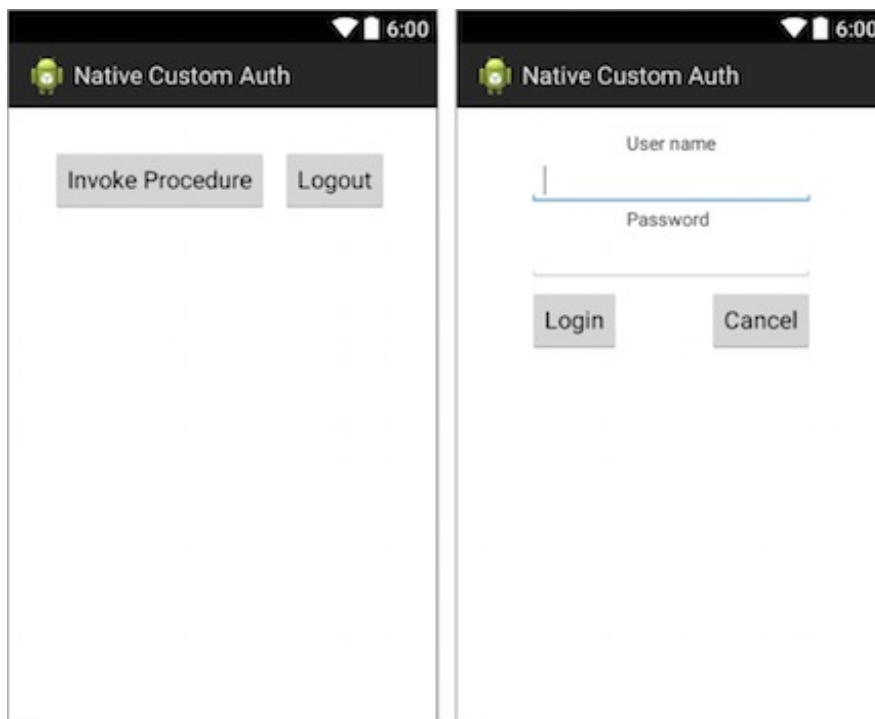 6:00
Native Custom Auth
Invoke Procedure Logout
6:00
Native Custom Auth
User name
Password
Login Cancel